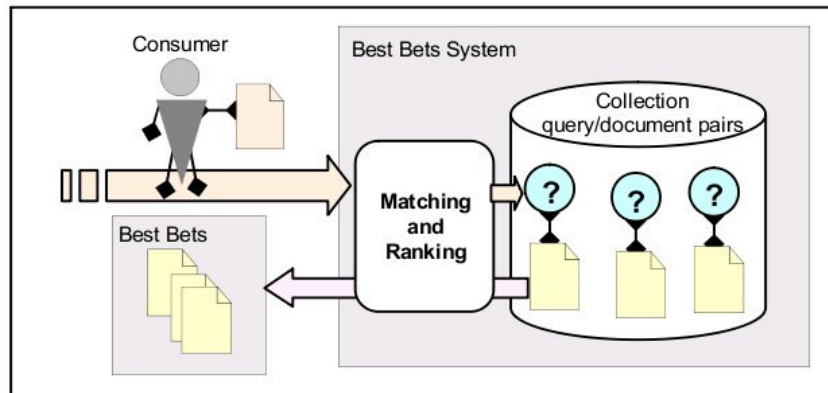 Consumer
Best Bets System
Collection
query/document pairs
? ? ?
Matching
and
Ranking
Best Bets